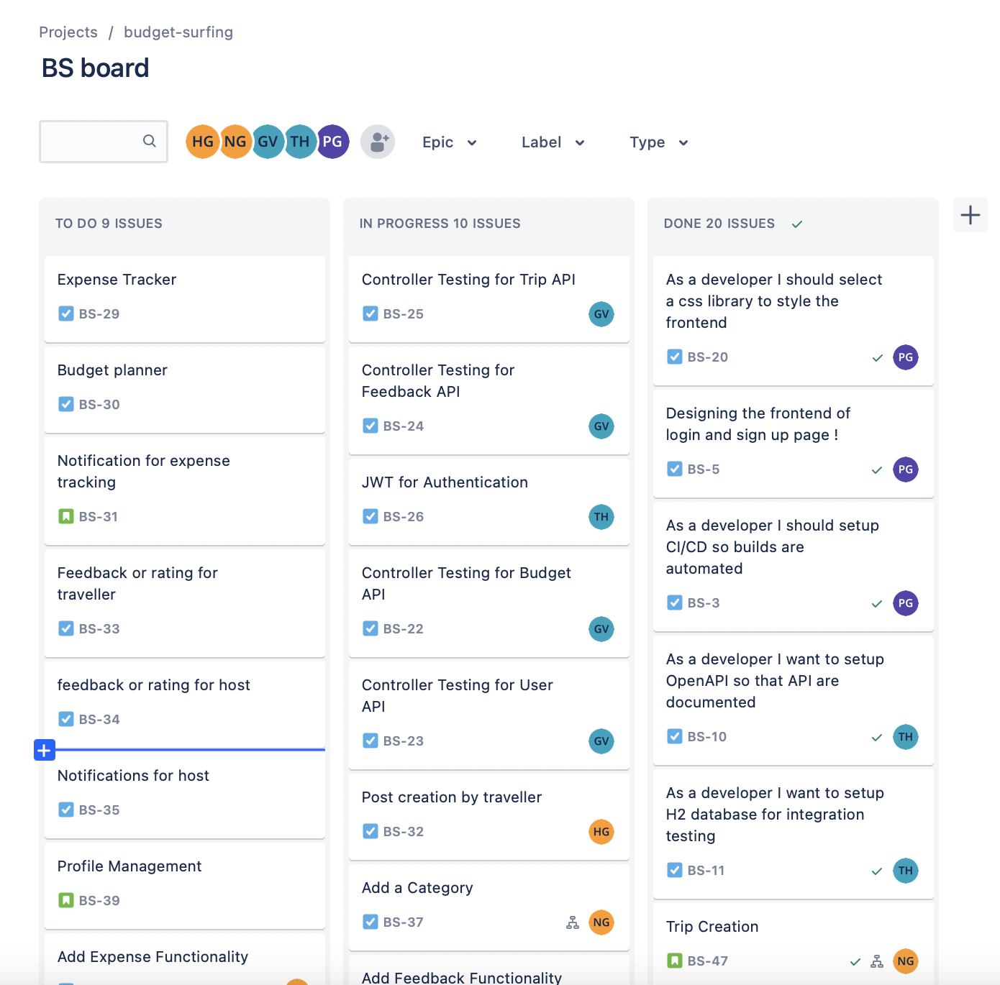 Projects / budget-surfing
BS board
HG NG GV TH PG Epic Label Type
TO DO 9 ISSUES
Expense Tracker
BS-29
Budget planner
BS-30
Notification for expense
tracking
BS-31
Feedback or rating for
traveller
BS-33
feedback or rating for host
BS-34
Notifications for host
BS-35
Profile Management
BS-39
Add Expense Functionality
IN PROGRESS 10 ISSUES
Controller Testing for Trip API
BS-25 GV
Controller Testing for
Feedback API
BS-24 GV
JWT for Authentication
BS-26 TH
Controller Testing for Budget
API
BS-22 GV
Controller Testing for User
API
BS-23 GV
Post creation by traveller
BS-32 HG
Add a Category
BS-37 NG
Add Feedback Functionality
DONE 20 ISSUES
As a developer I should select
a css library to style the
frontend
BS-20 PG
Designing the frontend of
login and sign up page !
BS-5 PG
As a developer I should setup
CI/CD so builds are
automated
BS-3 PG
As a developer I want to setup
OpenAPI so that API are
documented
BS-10 TH
As a developer I want to setup
H2 database for integration
testing
BS-11 TH
Trip Creation
BS-47 NG